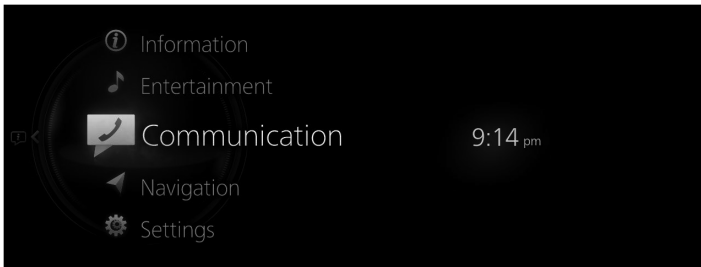 Information
Entertainment
Communication
9:14 pm
Navigation
Settings